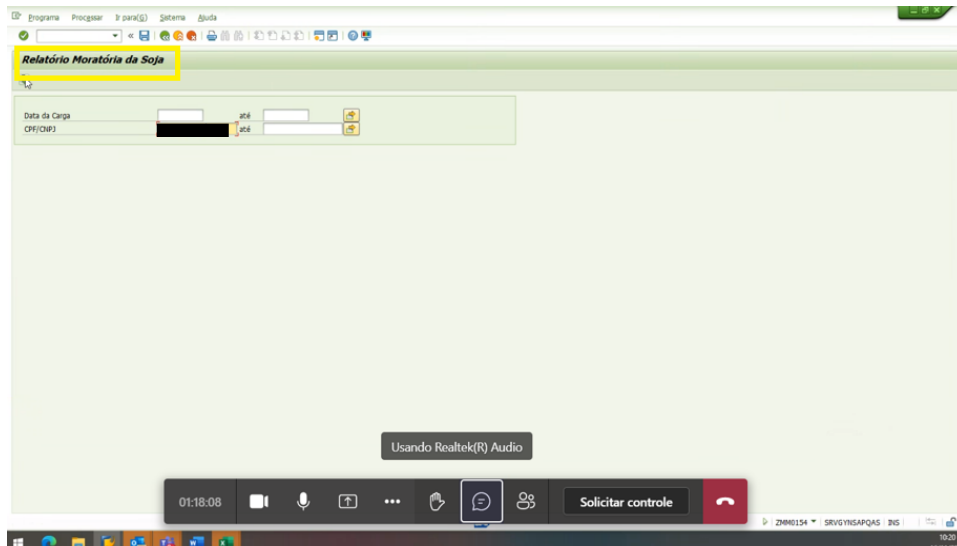 Programa Processar Ir para(G) Sistema Ajuda
Relatório Moratória da Soja
Data da Carga até
CPF/CNPJ até
Usando Realtek(R) Audio
01:18:08 Solicitar controle
ZMM0154 SRVGYNSAPQAS INS
10:20